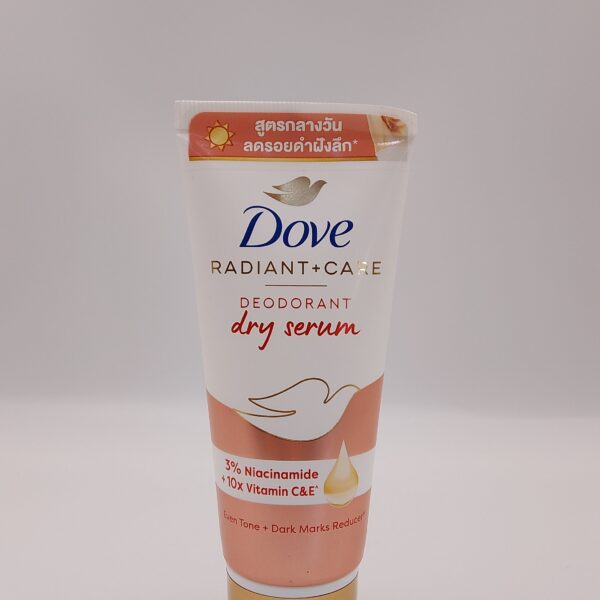 สูตรกลางวัน
ลดรอยดำฝังลึก*
Dove
RADIANT+CARE
DEODORANT
dry serum
3% Niacinamide
+ 10x Vitamin C&E^
Even Tone + Dark Marks Reducer*